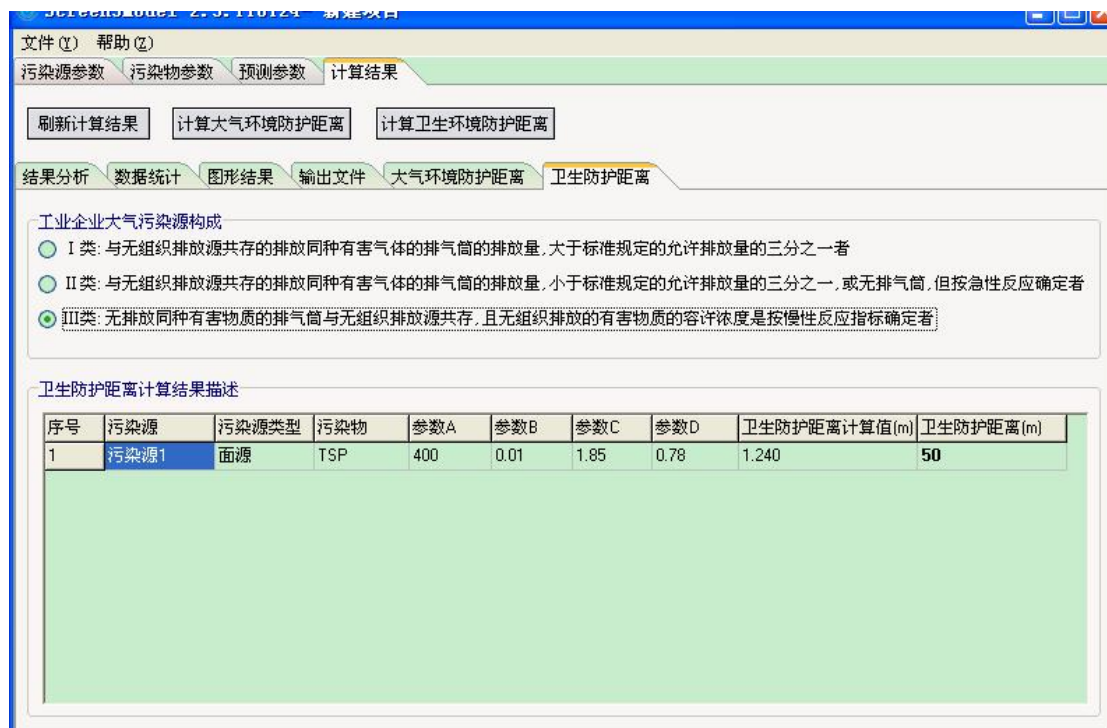 文件(Y) 帮助(Z)
污染源参数 污染物参数 预测参数 计算结果
刷新计算结果 计算大气环境防护距离 计算卫生环境防护距离
结果分析 数据统计 图形结果 输出文件 大气环境防护距离 卫生防护距离
工业企业大气污染源构成
I类:与无组织排放源共存的排放同种有害气体的排气筒的排放量,大于标准规定的允许排放量的三分之一者
II类:与无组织排放源共存的排放同种有害气体的排气筒的排放量,小于标准规定的允许排放量的三分之一,或无排气筒,但按急性反应确定者
III类:无排放同种有害物质的排气筒与无组织排放源共存,且无组织排放的有害物质的容许浓度是按慢性反应指标确定者
卫生防护距离计算结果描述
序号 污染源 污染源类型 污染物 参数A 参数B 参数C 参数D 卫生防护距离计算值(m) 卫生防护距离(m)
1 污染源1 面源 TSP 400 0.01 1.85 0.78 1.240 50